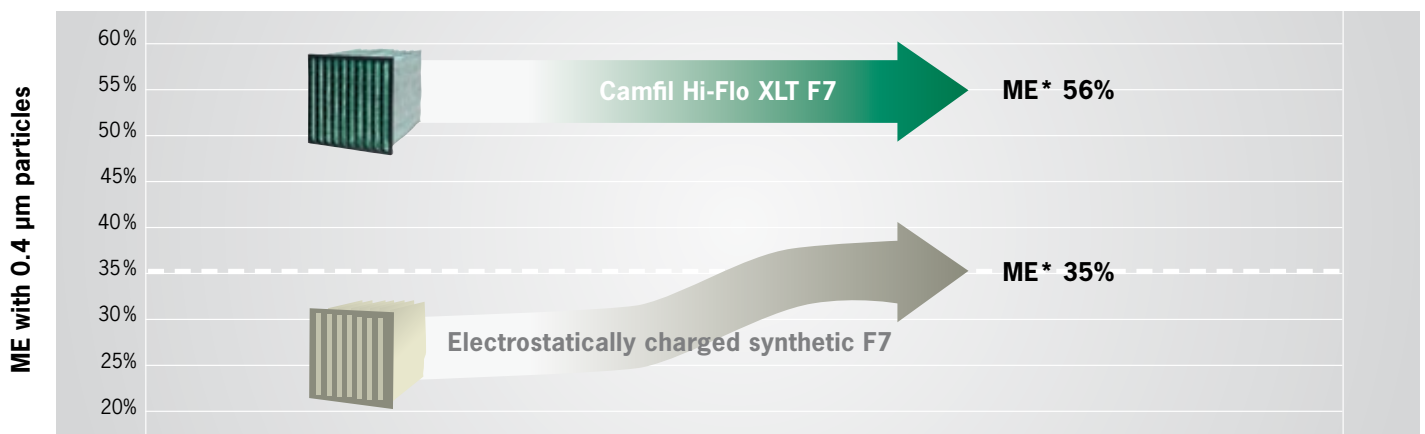 ME with 0.4 µm particles
60%
55%
50%
45%
40%
35%
30%
25%
20%
Camfil Hi-Flo XLT F7
ME* 56%
ME* 35%
Electrostatically charged synthetic F7